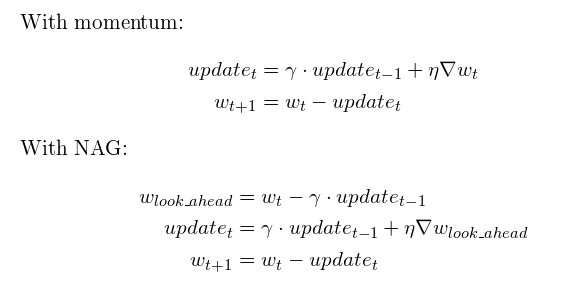 With momentum:
update_t = γ · update_{t−1} + η∇w_t
w_{t+1} = w_t − update_t
With NAG:
w_{look_ahead} = w_t − γ · update_{t−1}
update_t = γ · update_{t−1} + η∇w_{look_ahead}
w_{t+1} = w_t − update_t